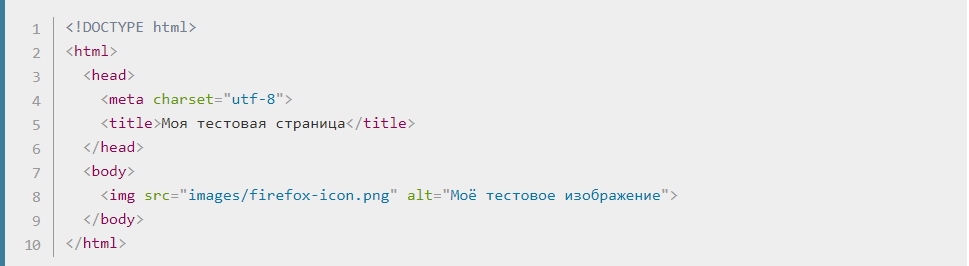 1 <!DOCTYPE html>
2 <html>
3   <head>
4     <meta charset="utf-8">
5     <title>Моя тестовая страница</title>
6   </head>
7   <body>
8     <img src="images/firefox-icon.png" alt="Моё тестовое изображение">
9   </body>
10 </html>